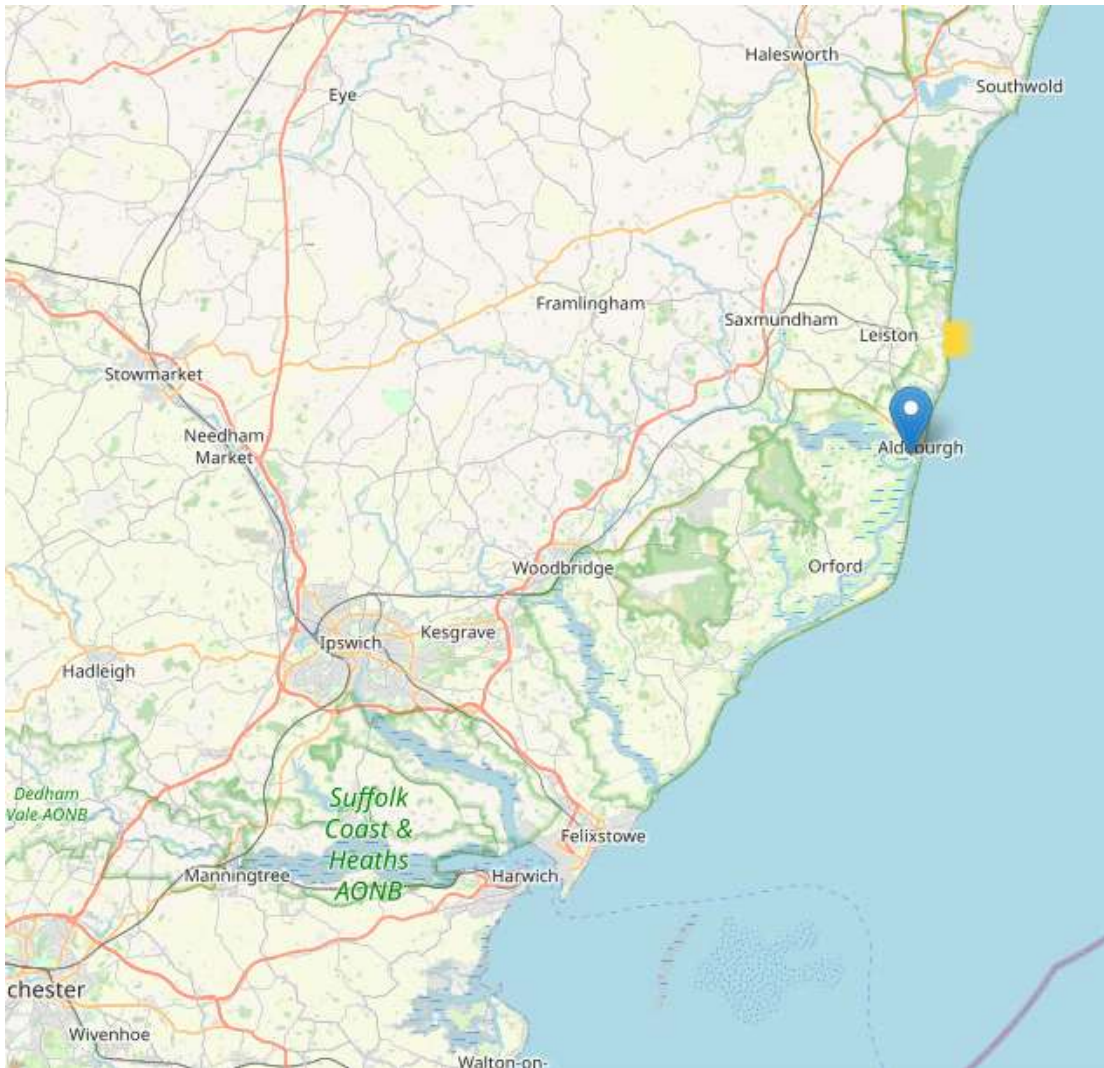 Halesworth
Southwold
Eye
Framlingham
Saxmundham
Leiston
Stowmarket
Needham
Market
Aldeburgh
Woodbridge
Orford
Kesgrave
Ipswich
Hadleigh
Dedham
Vale AONB
Suffolk
Coast &
Heaths
AONB
Felixstowe
Manningtree
Harwich
chester
Wivenhoe
Walton-on-